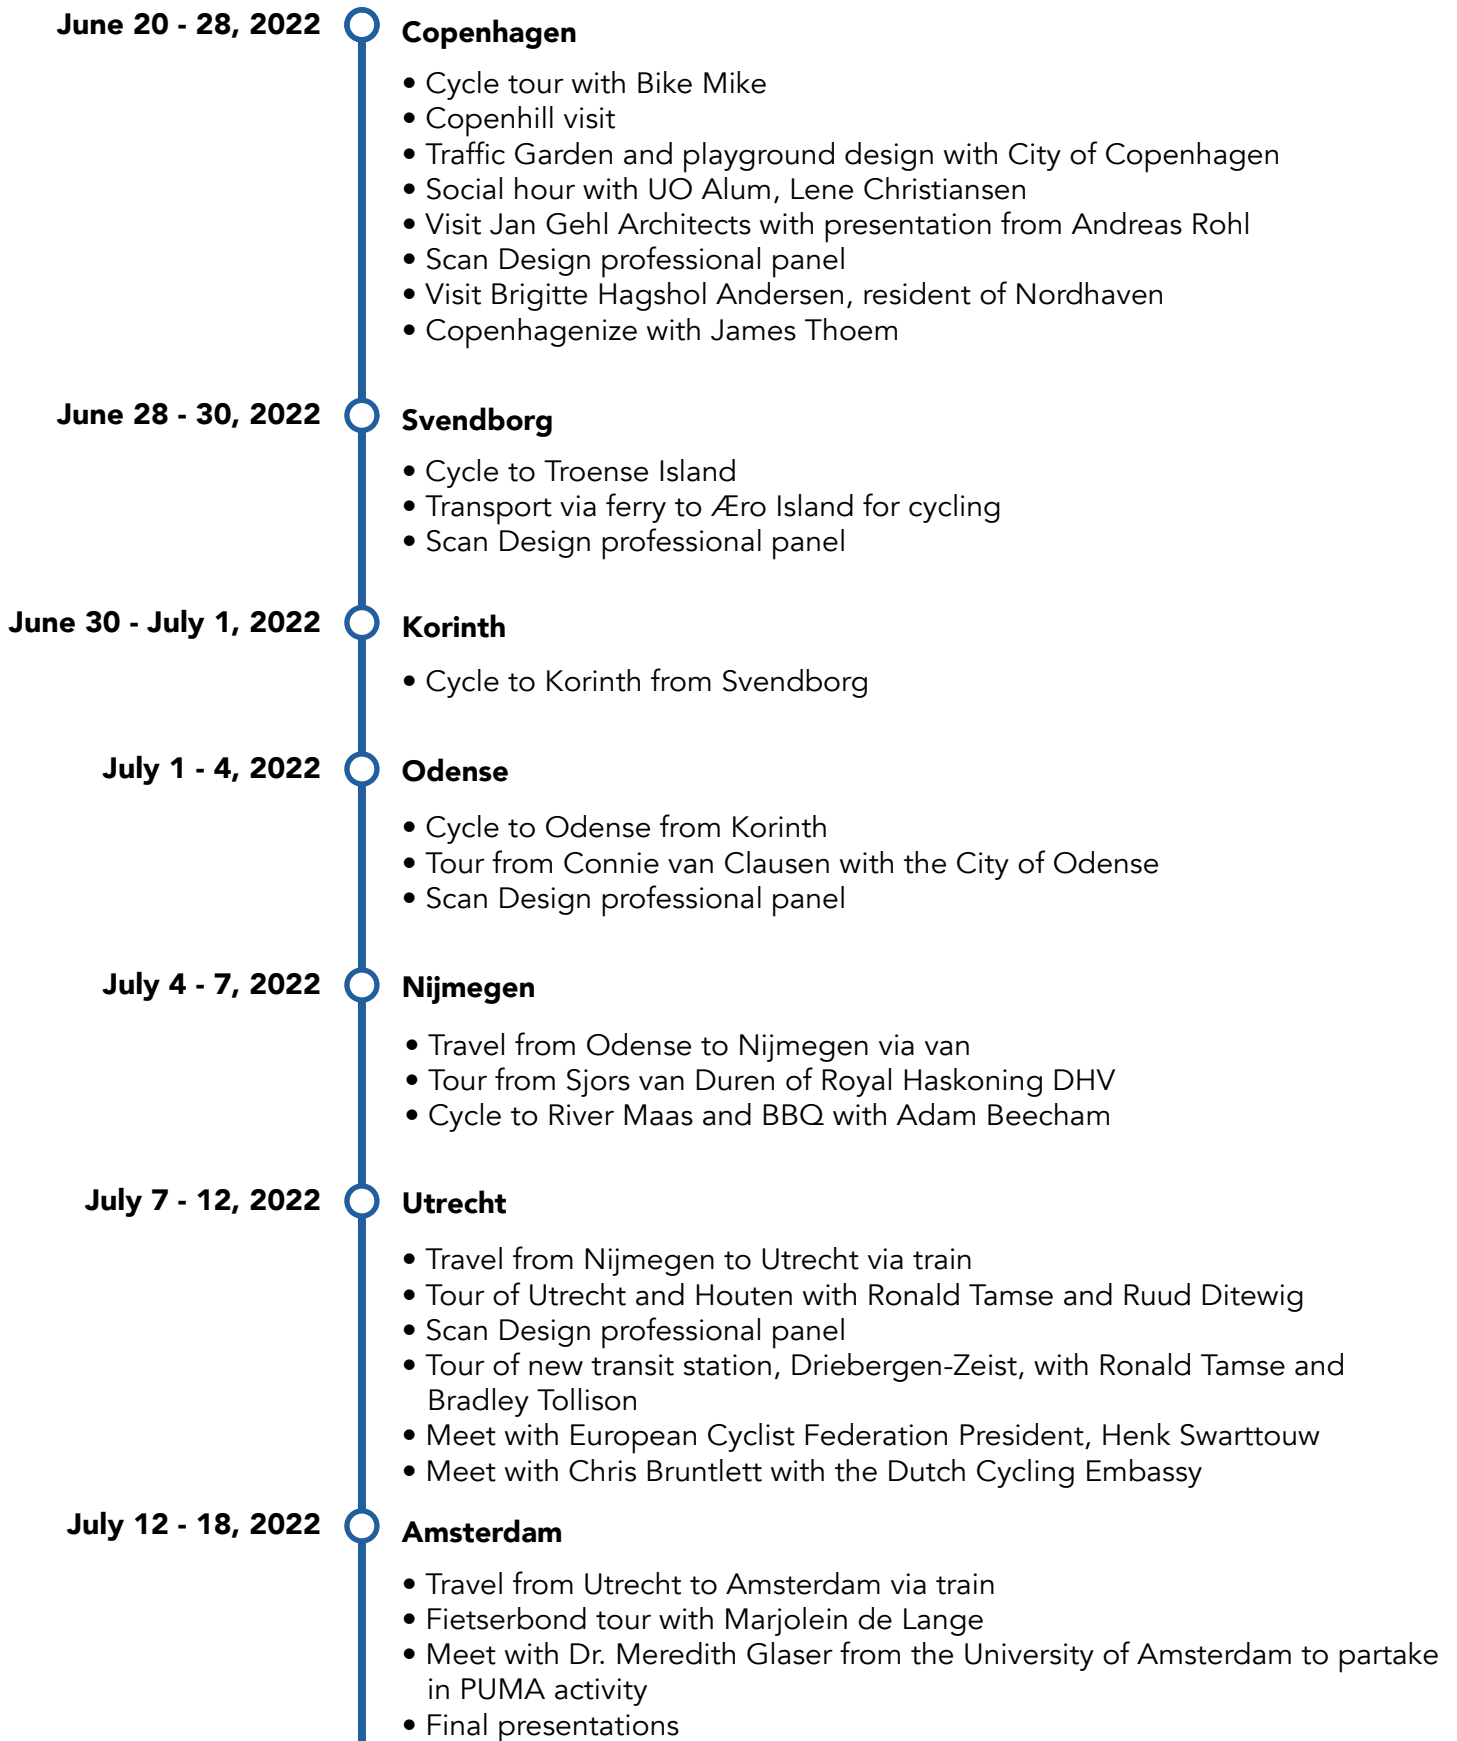 June 20 - 28, 2022
Copenhagen
• Cycle tour with Bike Mike
• Copenhill visit
• Traffic Garden and playground design with City of Copenhagen
• Social hour with UO Alum, Lene Christiansen
• Visit Jan Gehl Architects with presentation from Andreas Rohl
• Scan Design professional panel
• Visit Brigitte Hagshol Andersen, resident of Nordhaven
• Copenhagenize with James Thoem
June 28 - 30, 2022
Svendborg
• Cycle to Troense Island
• Transport via ferry to Æro Island for cycling
• Scan Design professional panel
June 30 - July 1, 2022
Korinth
• Cycle to Korinth from Svendborg
July 1 - 4, 2022
Odense
• Cycle to Odense from Korinth
• Tour from Connie van Clausen with the City of Odense
• Scan Design professional panel
July 4 - 7, 2022
Nijmegen
• Travel from Odense to Nijmegen via van
• Tour from Sjors van Duren of Royal Haskoning DHV
• Cycle to River Maas and BBQ with Adam Beecham
July 7 - 12, 2022
Utrecht
• Travel from Nijmegen to Utrecht via train
• Tour of Utrecht and Houten with Ronald Tamse and Ruud Ditewig
• Scan Design professional panel
• Tour of new transit station, Driebergen-Zeist, with Ronald Tamse and
Bradley Tollison
• Meet with European Cyclist Federation President, Henk Swarttouw
• Meet with Chris Bruntlett with the Dutch Cycling Embassy
July 12 - 18, 2022
Amsterdam
• Travel from Utrecht to Amsterdam via train
• Fietserbond tour with Marjolein de Lange
• Meet with Dr. Meredith Glaser from the University of Amsterdam to partake
in PUMA activity
• Final presentations